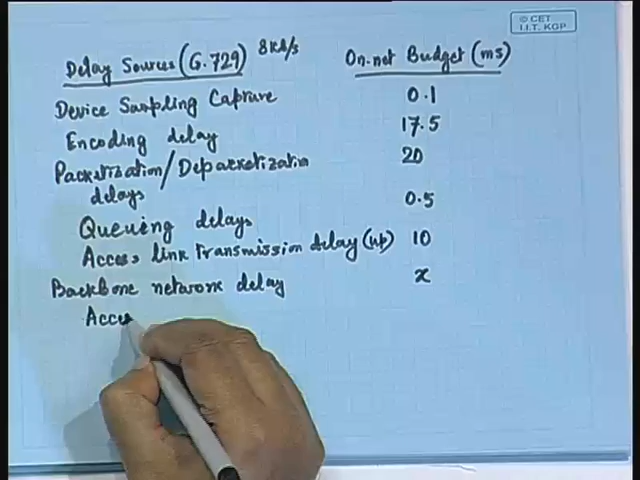 © CET
I.I.T. KGP
Delay Sources (G.729) 8Kb/s On-net Budget (ms)
Device Sampling Capture 0.1
Encoding delay 17.5
Packetization/Depacketization 20
delays
Queuing delays 0.5
Access link Transmission delay (up) 10
Backbone network delay x
Acce